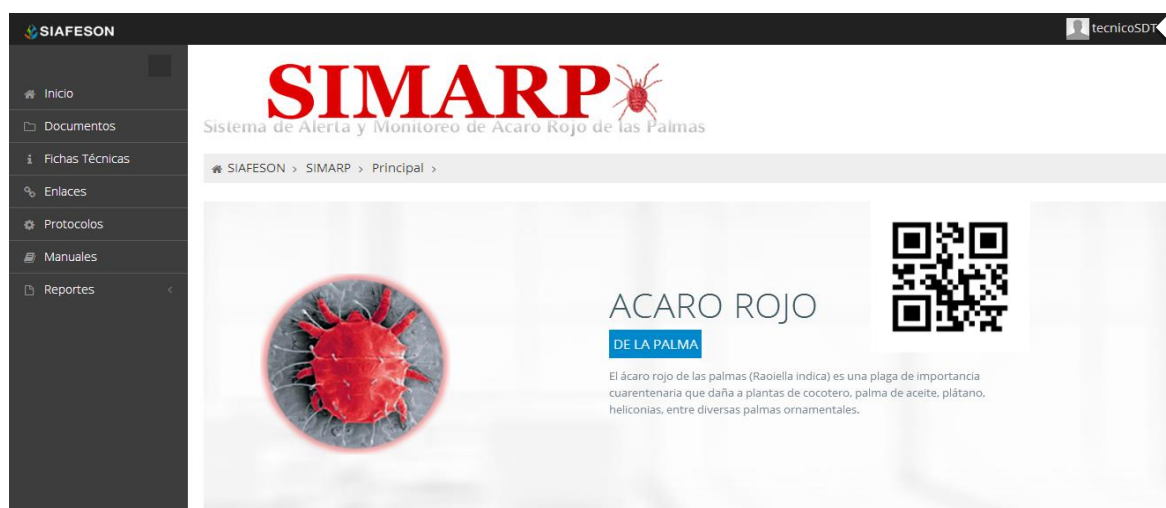 SIAFESON
tecnicoSDT
Inicio
Documentos
Fichas Técnicas
Enlaces
Protocolos
Manuales
Reportes
SIMARP
Sistema de Alerta y Monitoreo de Acaro Rojo de las Palmas
SIAFESON > SIMARP > Principal >
ACARO ROJO
DE LA PALMA
El ácaro rojo de las palmas (Raoiella indica) es una plaga de importancia
cuarentenaria que daña a plantas de cocotero, palma de aceite, plátano,
heliconias, entre diversas palmas ornamentales.